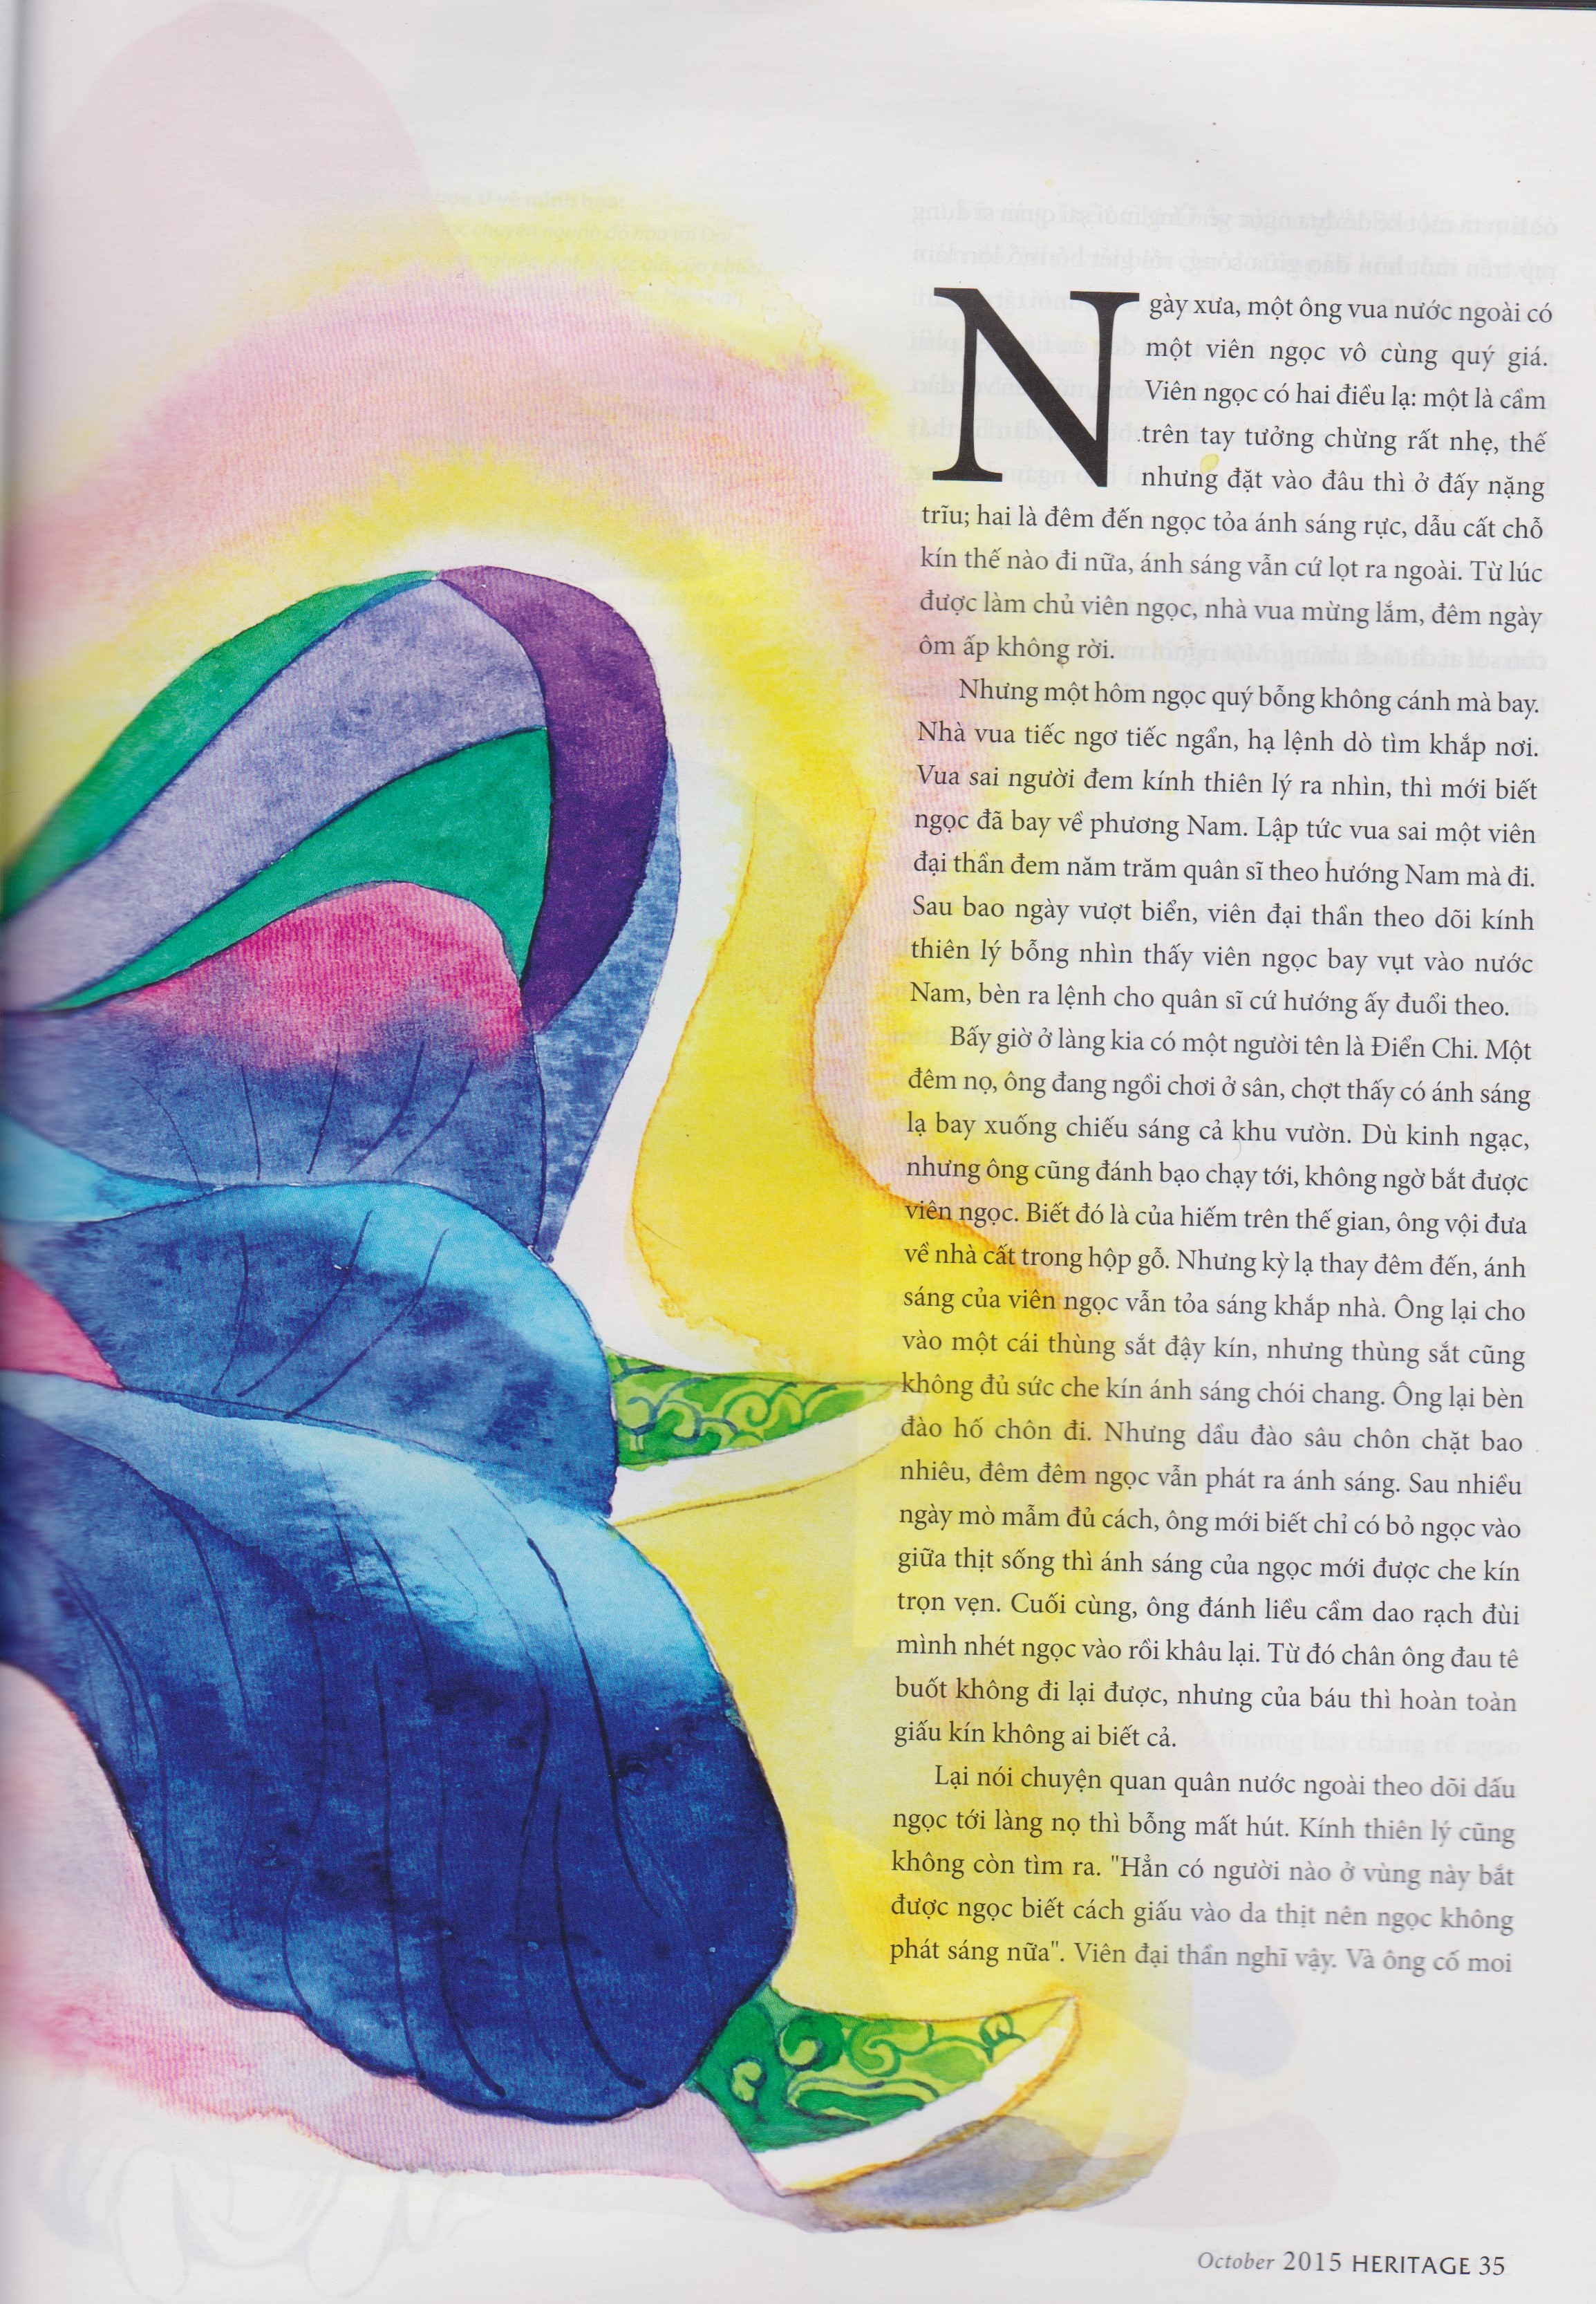 Ngày xưa, một ông vua nước ngoài có
một viên ngọc vô cùng quý giá.
Viên ngọc có hai điều lạ: một là cầm
trên tay tưởng chừng rất nhẹ, thế
nhưng đặt vào đâu thì ở đấy nặng
trĩu; hai là đêm đến ngọc tỏa ánh sáng rực, dẫu cất chỗ
kín thế nào đi nữa, ánh sáng vẫn cứ lọt ra ngoài. Từ lúc
được làm chủ viên ngọc, nhà vua mừng lắm, đêm ngày
ôm ấp không rời.
Nhưng một hôm ngọc quý bỗng không cánh mà bay.
Nhà vua tiếc ngơ tiếc ngẩn, hạ lệnh dò tìm khắp nơi.
Vua sai người đem kính thiên lý ra nhìn, thì mới biết
ngọc đã bay về phương Nam. Lập tức vua sai một viên
đại thần đem năm trăm quân sĩ theo hướng Nam mà đi.
Sau bao ngày vượt biển, viên đại thần theo dõi kính
thiên lý bỗng nhìn thấy viên ngọc bay vụt vào nước
Nam, bèn ra lệnh cho quân sĩ cứ hướng ấy đuổi theo.
Bấy giờ ở làng kia có một người tên là Điển Chi. Một
đêm nọ, ông đang ngồi chơi ở sân, chợt thấy có ánh sáng
lạ bay xuống chiếu sáng cả khu vườn. Dù kinh ngạc,
nhưng ông cũng đánh bạo chạy tới, không ngờ bắt được
viên ngọc. Biết đó là của hiếm trên thế gian, ông vội đưa
về nhà cất trong hộp gỗ. Nhưng kỳ lạ thay đêm đến, ánh
sáng của viên ngọc vẫn tỏa sáng khắp nhà. Ông lại cho
vào một cái thùng sắt đậy kín, nhưng thùng sắt cũng
không đủ sức che kín ánh sáng chói chang. Ông lại bèn
đào hố chôn đi. Nhưng dẫu đào sâu chôn chặt bao
nhiêu, đêm đêm ngọc vẫn phát ra ánh sáng. Sau nhiều
ngày mò mẫm đủ cách, ông mới biết chỉ có bỏ ngọc vào
giữa thịt sống thì ánh sáng của ngọc mới được che kín
trọn vẹn. Cuối cùng, ông đánh liều cầm dao rạch đùi
mình nhét ngọc vào rồi khâu lại. Từ đó chân ông đau tê
buốt không đi lại được, nhưng của báu thì hoàn toàn
giấu kín không ai biết cả.
Lại nói chuyện quan quân nước ngoài theo dõi dấu
ngọc tới làng nọ thì bỗng mất hút. Kính thiên lý cũng
không còn tìm ra. "Hẳn có người nào ở vùng này bắt
được ngọc biết cách giấu vào da thịt nên ngọc không
phát sáng nữa". Viên đại thần nghĩ vậy. Và ông cố moi
October 2015 HERITAGE 35